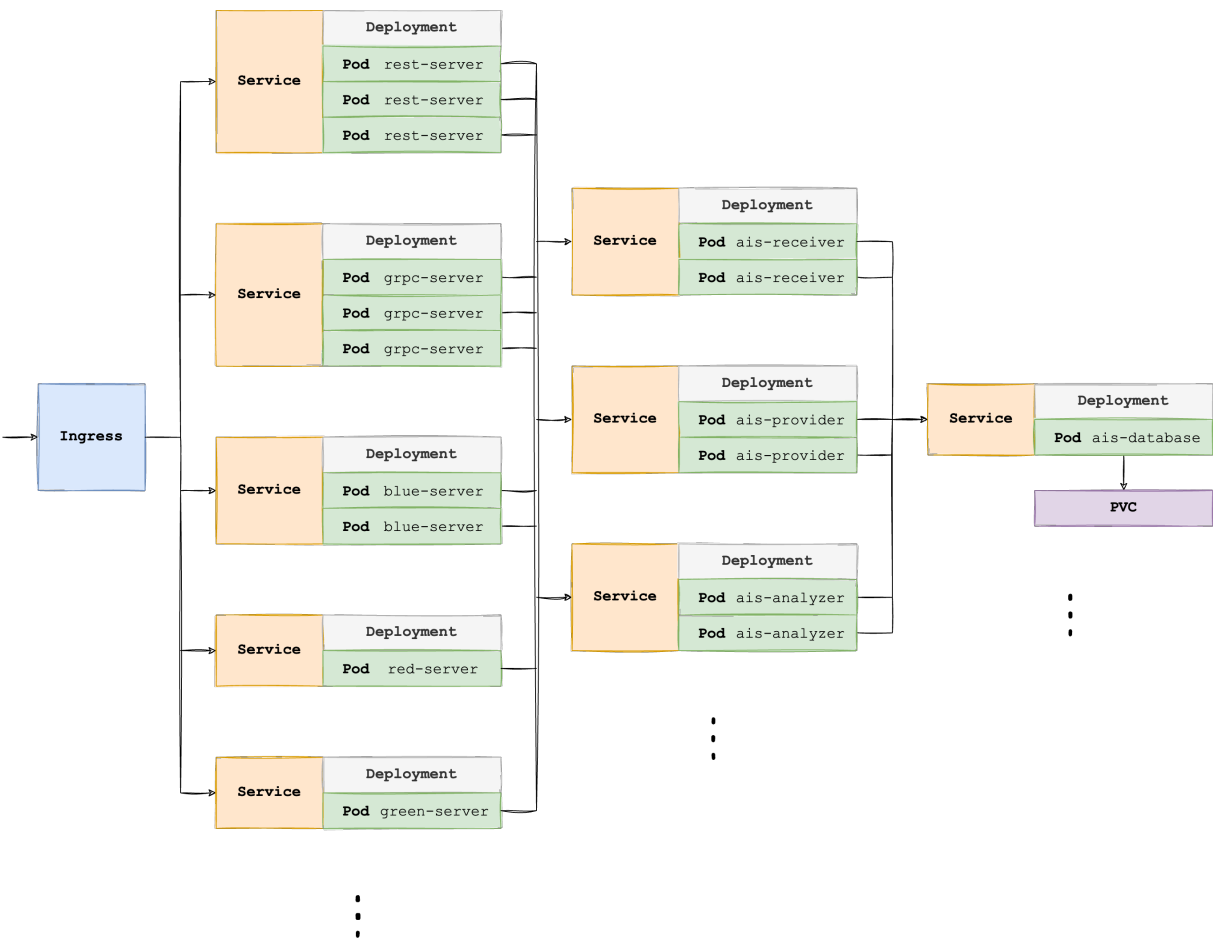 Ingress
Service
Deployment
Pod rest-server
Pod rest-server
Pod rest-server
Service
Deployment
Pod grpc-server
Pod grpc-server
Pod grpc-server
Service
Deployment
Pod blue-server
Pod blue-server
Service
Deployment
Pod red-server
Service
Deployment
Pod green-server
Service
Deployment
Pod ais-receiver
Pod ais-receiver
Service
Deployment
Pod ais-provider
Pod ais-provider
Service
Deployment
Pod ais-analyzer
Pod ais-analyzer
Service
Deployment
Pod ais-database
PVC